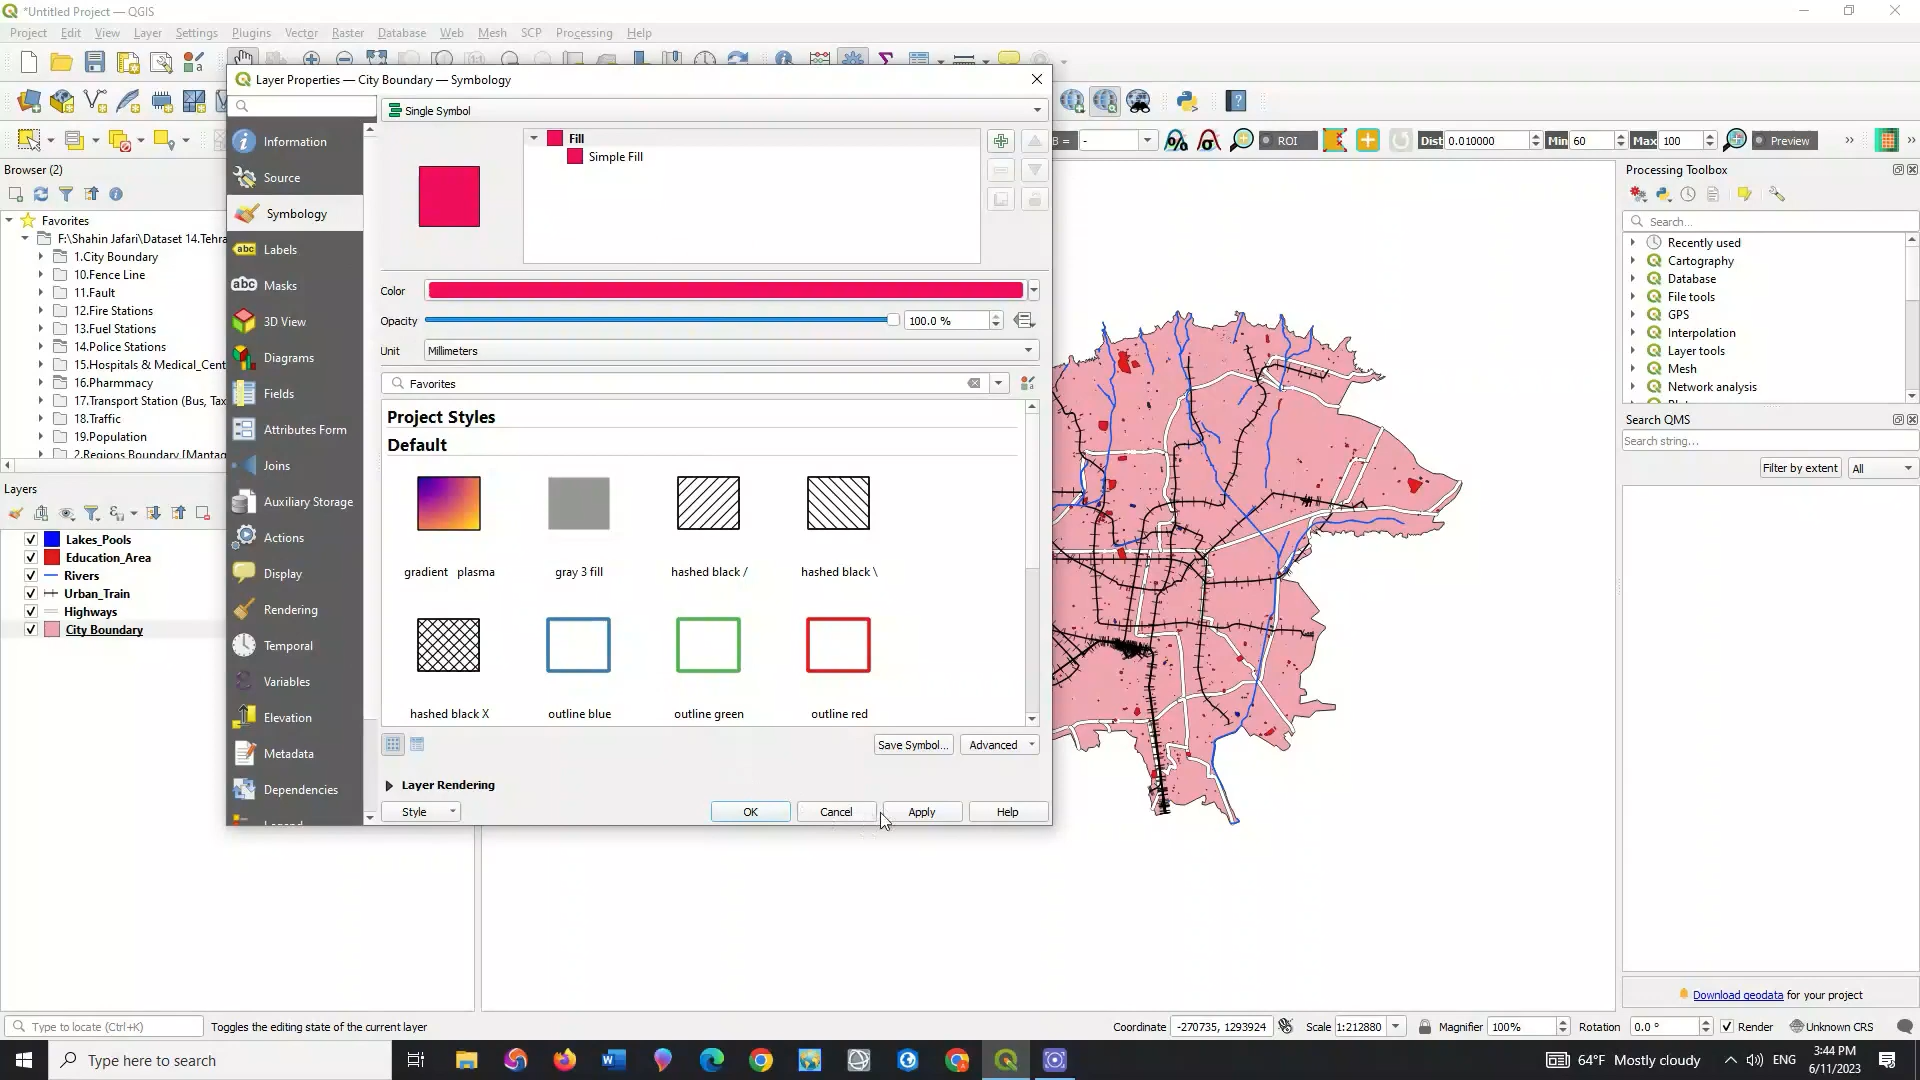 *Untitled Project — QGIS
Project Edit View Layer Settings Plugins Vector Raster Database Web Mesh SCP Processing Help
Layer Properties — City Boundary — Symbology
Single Symbol
Information
Source
Symbology
Labels
Masks
3D View
Diagrams
Fields
Attributes Form
Joins
Auxiliary Storage
Actions
Display
Rendering
Temporal
Variables
Elevation
Metadata
Dependencies
Fill
Simple Fill
Color
Opacity 100.0 %
Unit Millimeters
Favorites
Project Styles
Default
gradient plasma
gray 3 fill
hashed black /
hashed black \
hashed black X
outline blue
outline green
outline red
Save Symbol...
Advanced
Layer Rendering
Style
OK
Cancel
Apply
Help
B = -
ROI
Dist 0.010000
Min 60
Max 100
Preview
Browser (2)
Favorites
F:\Shahin Jafari\Dataset 14.Tehra
1.City Boundary
10.Fence Line
11.Fault
12.Fire Stations
13.Fuel Stations
14.Police Stations
15.Hospitals & Medical_Cent
16.Pharmmacy
17.Transport Station (Bus, Tax
18.Traffic
19.Population
2.Regions Boundary [Mantag
Layers
Lakes_Pools
Education_Area
Rivers
Urban_Train
Highways
City Boundary
Processing Toolbox
Search...
Recently used
Cartography
Database
File tools
GPS
Interpolation
Layer tools
Mesh
Network analysis
Search QMS
Search string...
Filter by extent
All
Download geodata for your project
Type to locate (Ctrl+K)
Toggles the editing state of the current layer
Coordinate -270735, 1293924
Scale 1:212880
Magnifier 100%
Rotation 0.0 °
Render
Unknown CRS
Type here to search
64°F Mostly cloudy
ENG
3:44 PM
6/11/2023